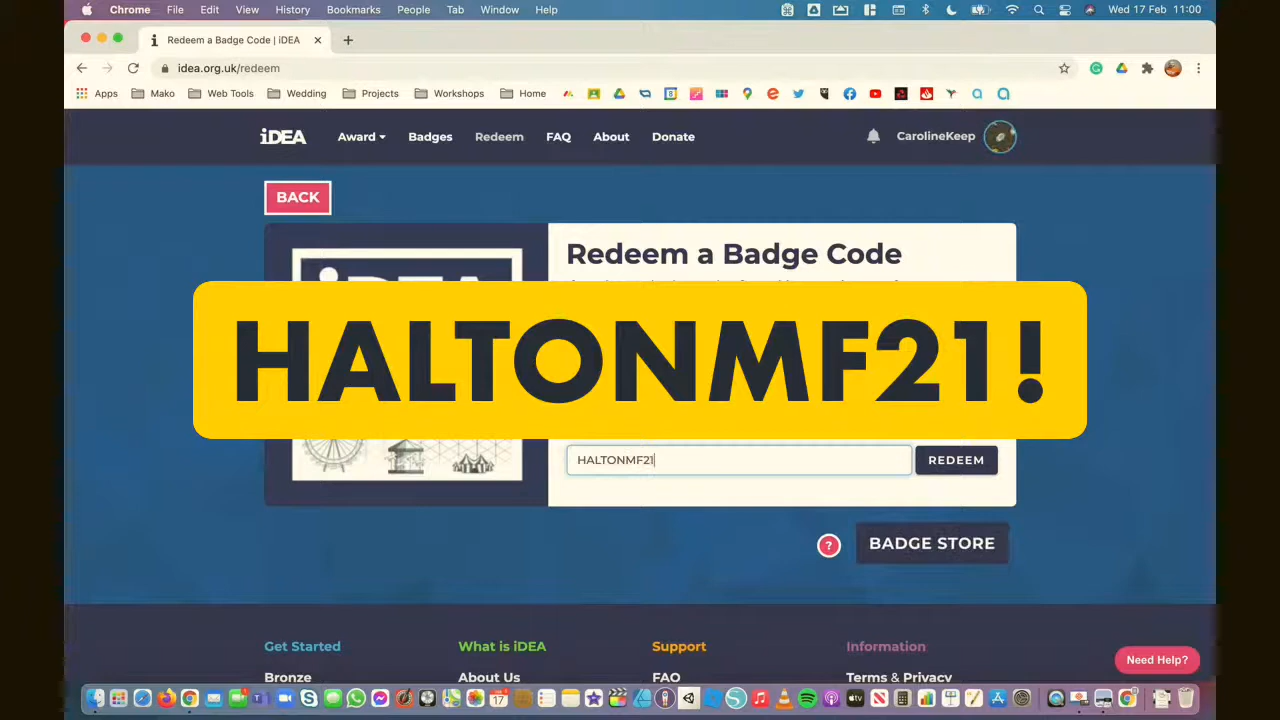 Chrome File Edit View History Bookmarks People Tab Window Help Wed 17 Feb 11:00
Redeem a Badge Code | iDEA
idea.org.uk/redeem
Apps Mako Web Tools Wedding Projects Workshops Home
iDEA Award Badges Redeem FAQ About Donate CarolineKeep
BACK
Redeem a Badge Code
HALTONMF21!
HALTONMF21 REDEEM
? BADGE STORE
Get Started What is iDEA Support Information
Need Help?
Bronze About Us FAQ Terms & Privacy